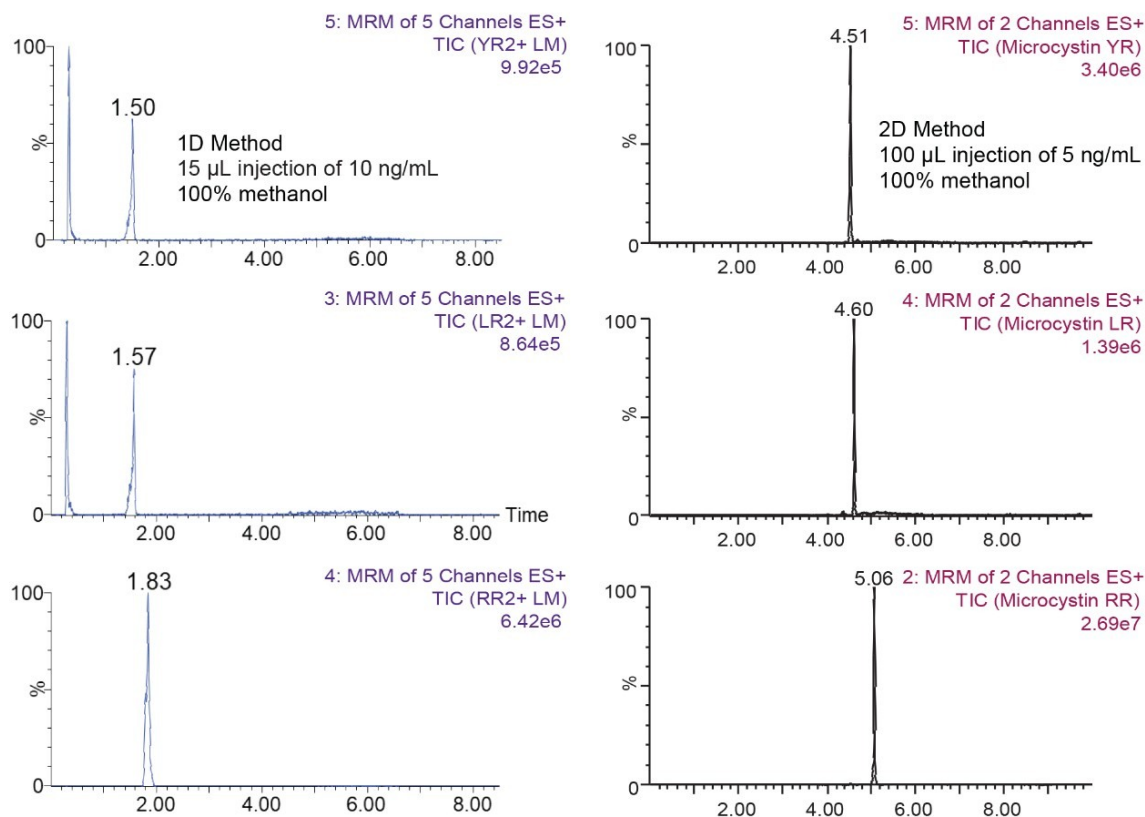 5: MRM of 5 Channels ES+
TIC (YR2+ LM)
9.92e5
100
1.50
%
1D Method
15 µL injection of 10 ng/mL
100% methanol
0
2.00 4.00 6.00 8.00
3: MRM of 5 Channels ES+
TIC (LR2+ LM)
8.64e5
100
1.57
%
0
Time
2.00 4.00 6.00 8.00
4: MRM of 5 Channels ES+
TIC (RR2+ LM)
6.42e6
100
1.83
%
0
2.00 4.00 6.00 8.00
5: MRM of 2 Channels ES+
TIC (Microcystin YR)
3.40e6
100
4.51
%
2D Method
100 µL injection of 5 ng/mL
100% methanol
0
2.00 4.00 6.00 8.00
4: MRM of 2 Channels ES+
TIC (Microcystin LR)
1.39e6
100
4.60
%
0
2.00 4.00 6.00 8.00
2: MRM of 2 Channels ES+
TIC (Microcystin RR)
2.69e7
100
5.06
%
0
2.00 4.00 6.00 8.00